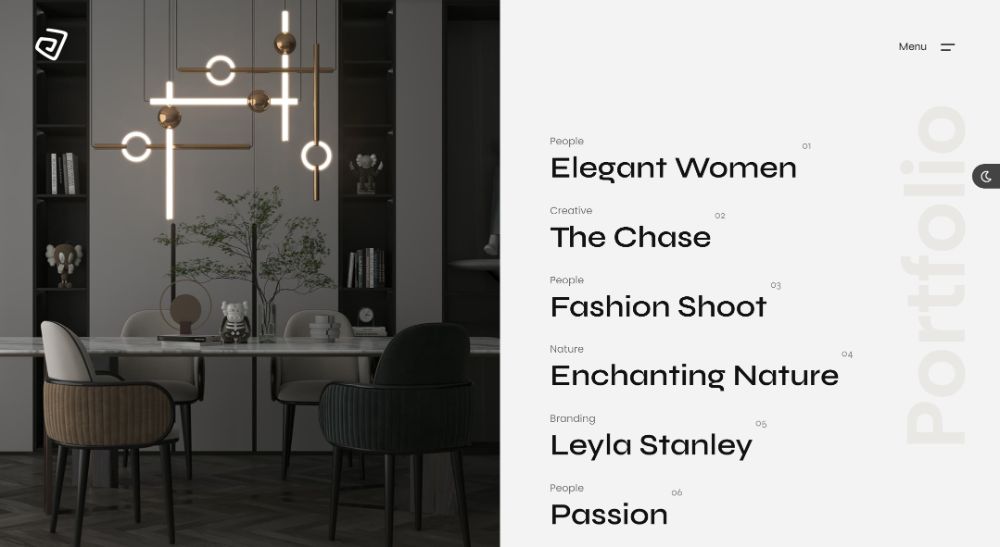 Menu
People
Elegant Women
01
Creative
The Chase
02
People
Fashion Shoot
03
Nature
Enchanting Nature
04
Branding
Leyla Stanley
05
People
Passion
06
Portfolio